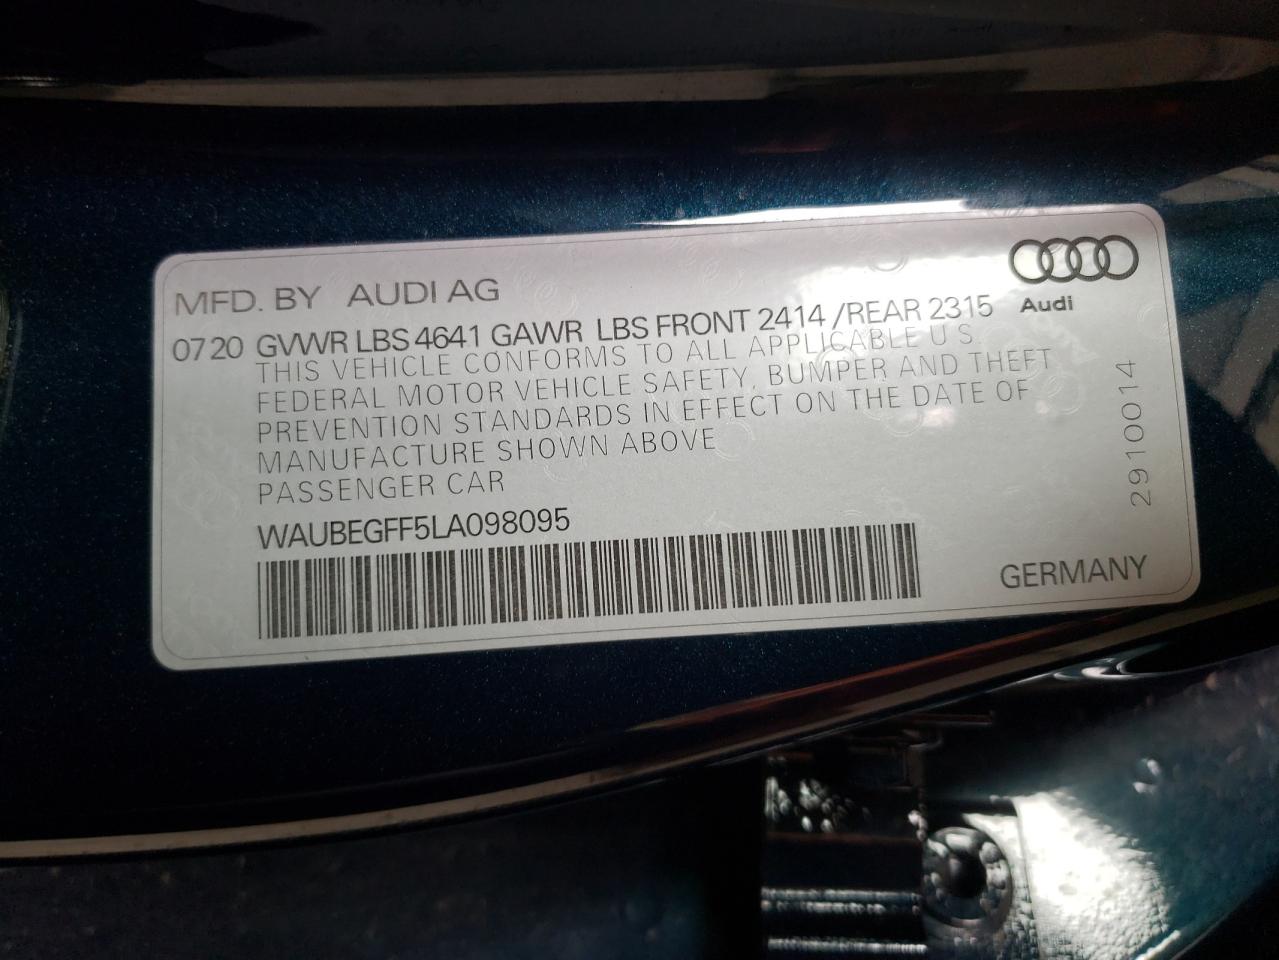 MFD. BY AUDI AG
Audi
0720 GVWR LBS 4641 GAWR LBS FRONT 2414 /REAR 2315
THIS VEHICLE CONFORMS TO ALL APPLICABLE U S
FEDERAL MOTOR VEHICLE SAFETY, BUMPER AND THEFT
PREVENTION STANDARDS IN EFFECT ON THE DATE OF
MANUFACTURE SHOWN ABOVE
PASSENGER CAR
WAUBEGFF5LA098095
2910014
GERMANY